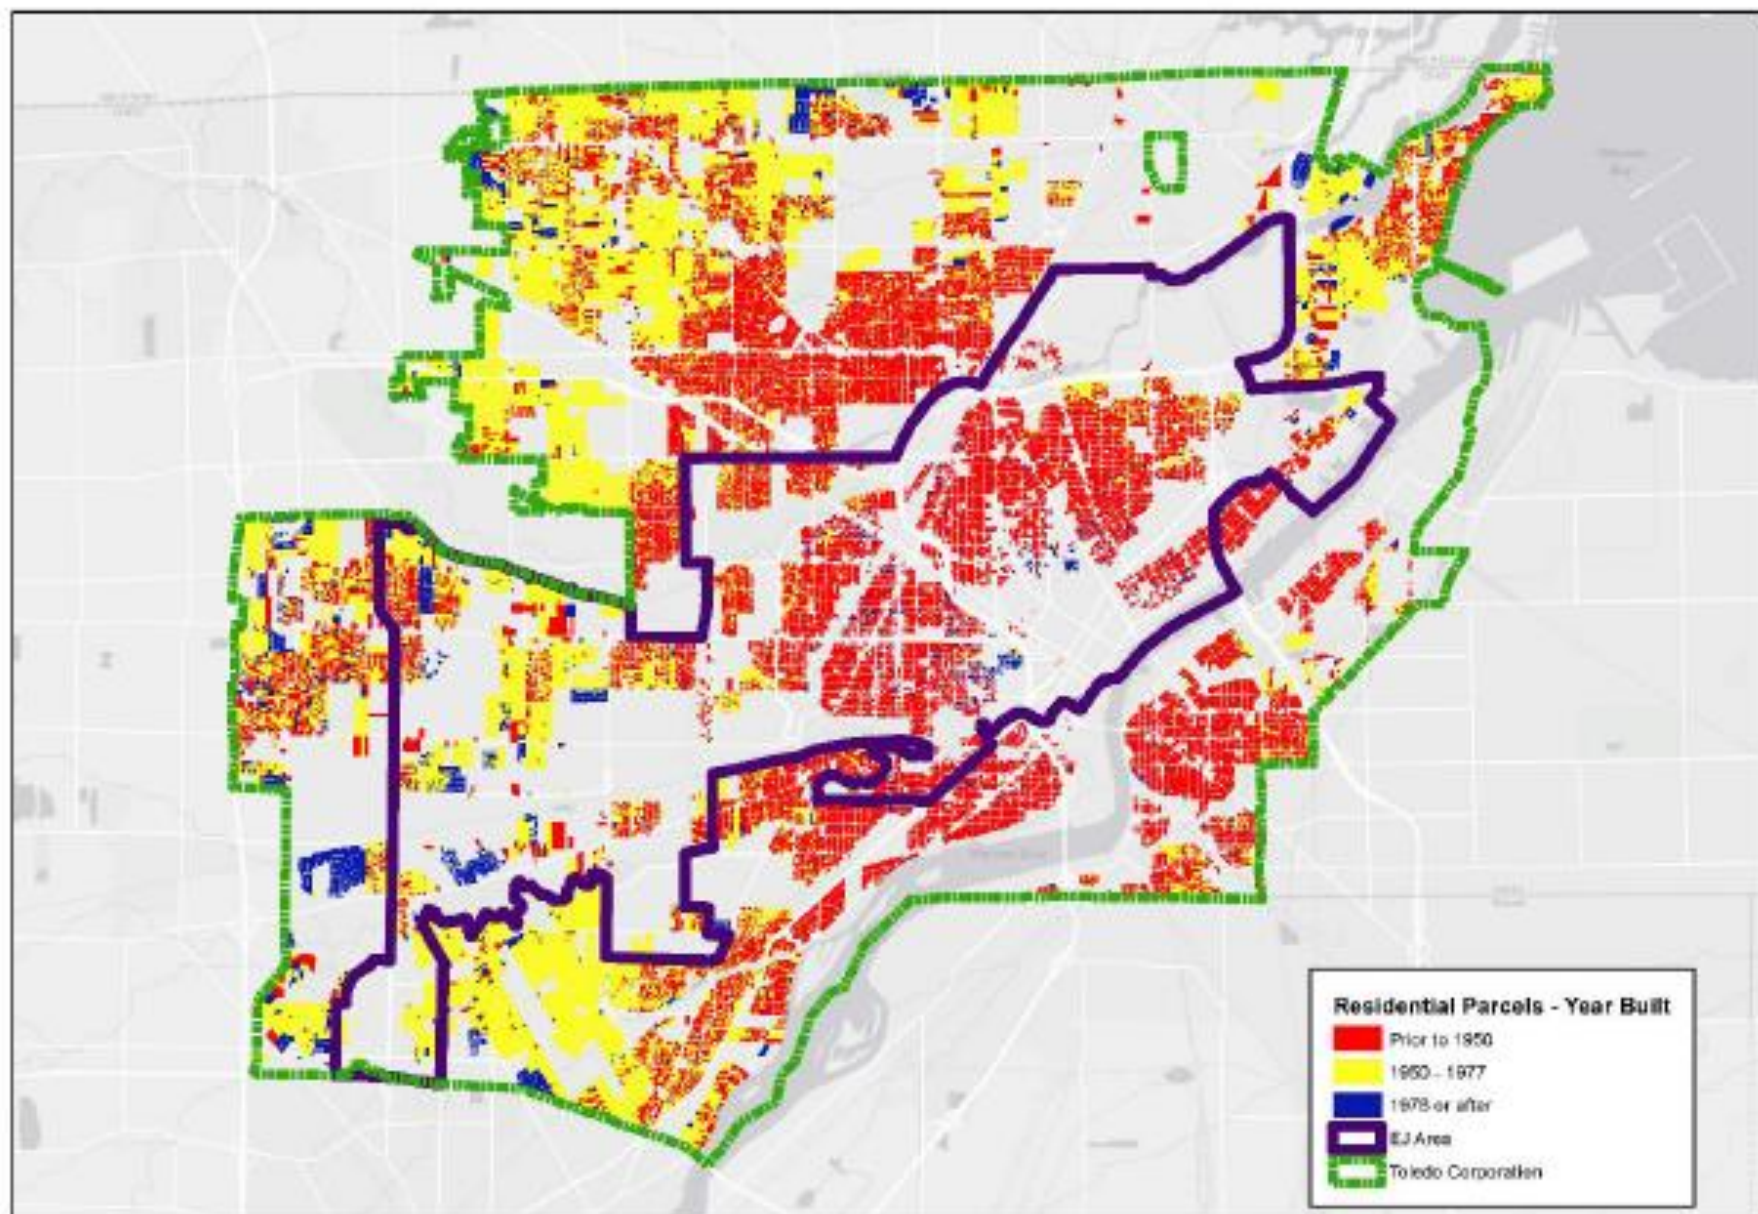 Residential Parcels - Year Built
Prior to 1950
1950 - 1977
1978 or after
EJ Area
Toledo Corporation